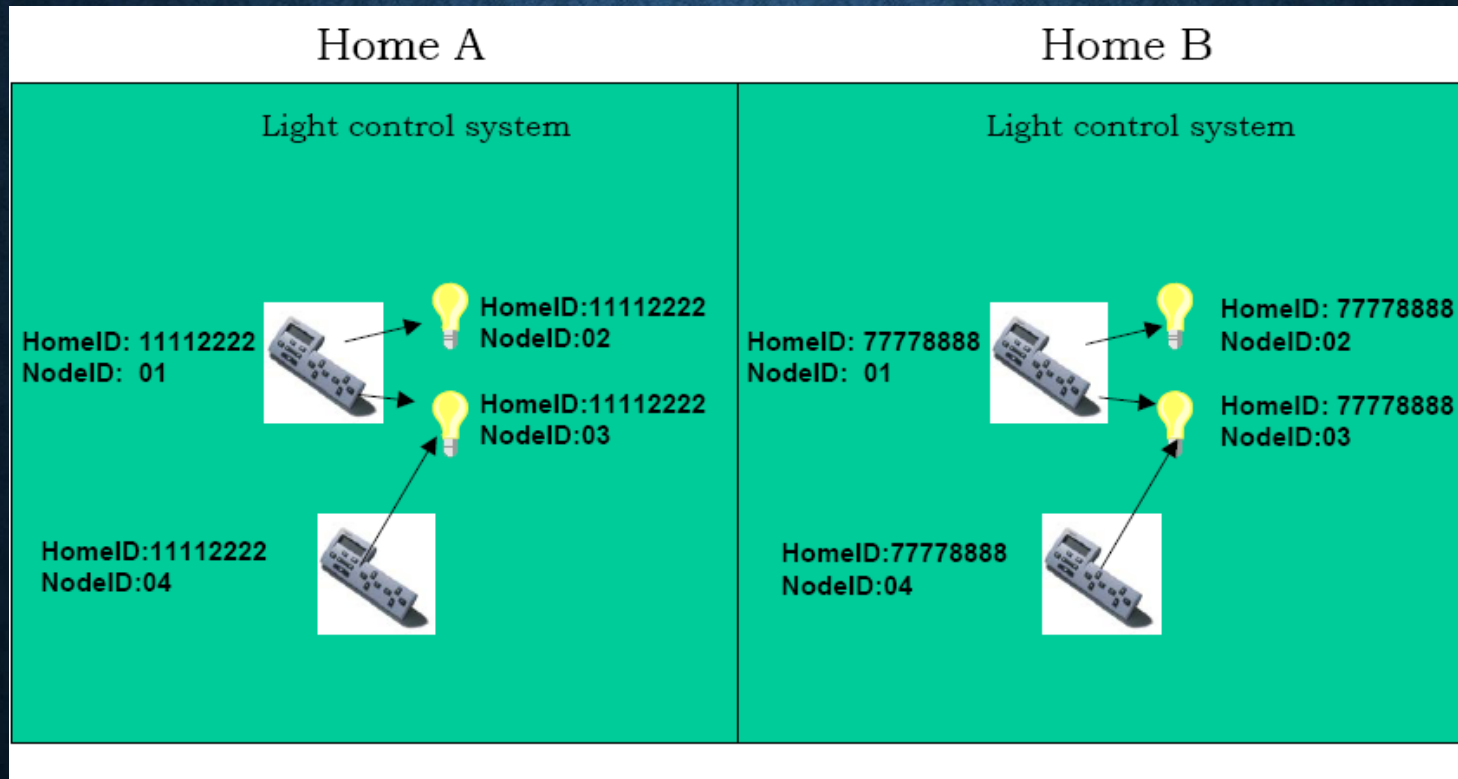 Home A
Home B
Light control system
Light control system
HomeID: 11112222
NodeID: 01
HomeID:11112222
NodeID:02
HomeID:11112222
NodeID:03
HomeID:11112222
NodeID:04
HomeID: 77778888
NodeID: 01
HomeID: 77778888
NodeID:02
HomeID: 77778888
NodeID:03
HomeID:77778888
NodeID:04